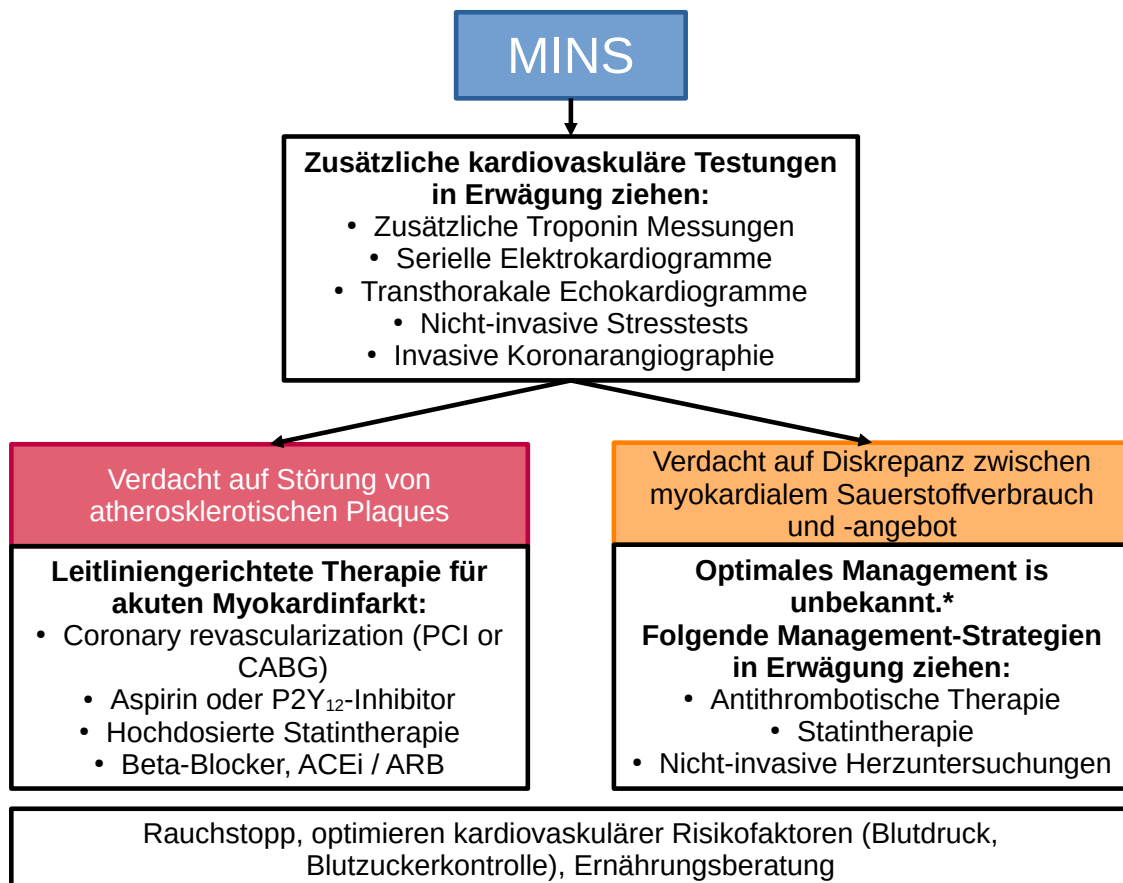 MINS
Zusätzliche kardiovaskuläre Testungen
in Erwägung ziehen:
• Zusätzliche Troponin Messungen
• Serielle Elektrokardiogramme
• Transthorakale Echokardiogramme
• Nicht-invasive Stresstests
• Invasive Koronarangiographie
Verdacht auf Störung von
atherosklerotischen Plaques
Leitliniengerichtete Therapie für
akuten Myokardinfarkt:
• Coronary revascularization (PCI or
CABG)
• Aspirin oder P2Y₁₂-Inhibitor
• Hochdosierte Statintherapie
• Beta-Blocker, ACEi / ARB
Verdacht auf Diskrepanz zwischen
myokardialem Sauerstoffverbrauch
und -angebot
Optimales Management is
unbekannt.*
Folgende Management-Strategien
in Erwägung ziehen:
• Antithrombotische Therapie
• Statintherapie
• Nicht-invasive Herzuntersuchungen
Rauchstopp, optimieren kardiovaskulärer Risikofaktoren (Blutdruck,
Blutzuckerkontrolle), Ernährungsberatung